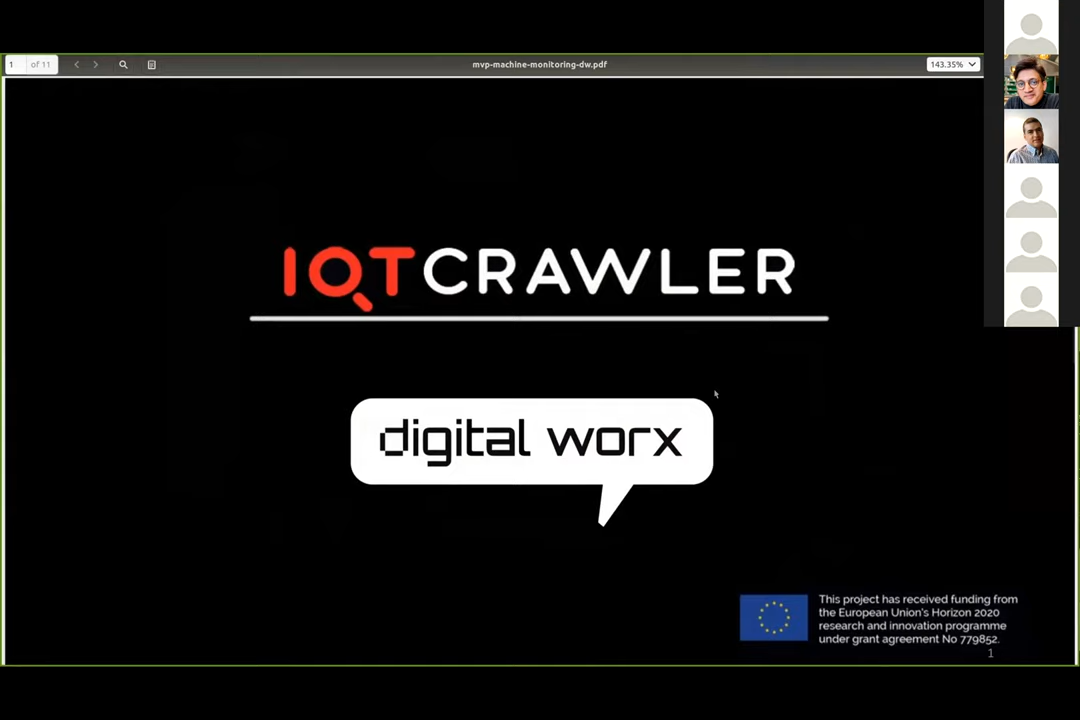 1 of 11
mvp-machine-monitoring-dw.pdf
143.35%
IOTCRAWLER
digital worx
This project has received funding from
the European Union's Horizon 2020
research and innovation programme
under grant agreement No 779852.
1